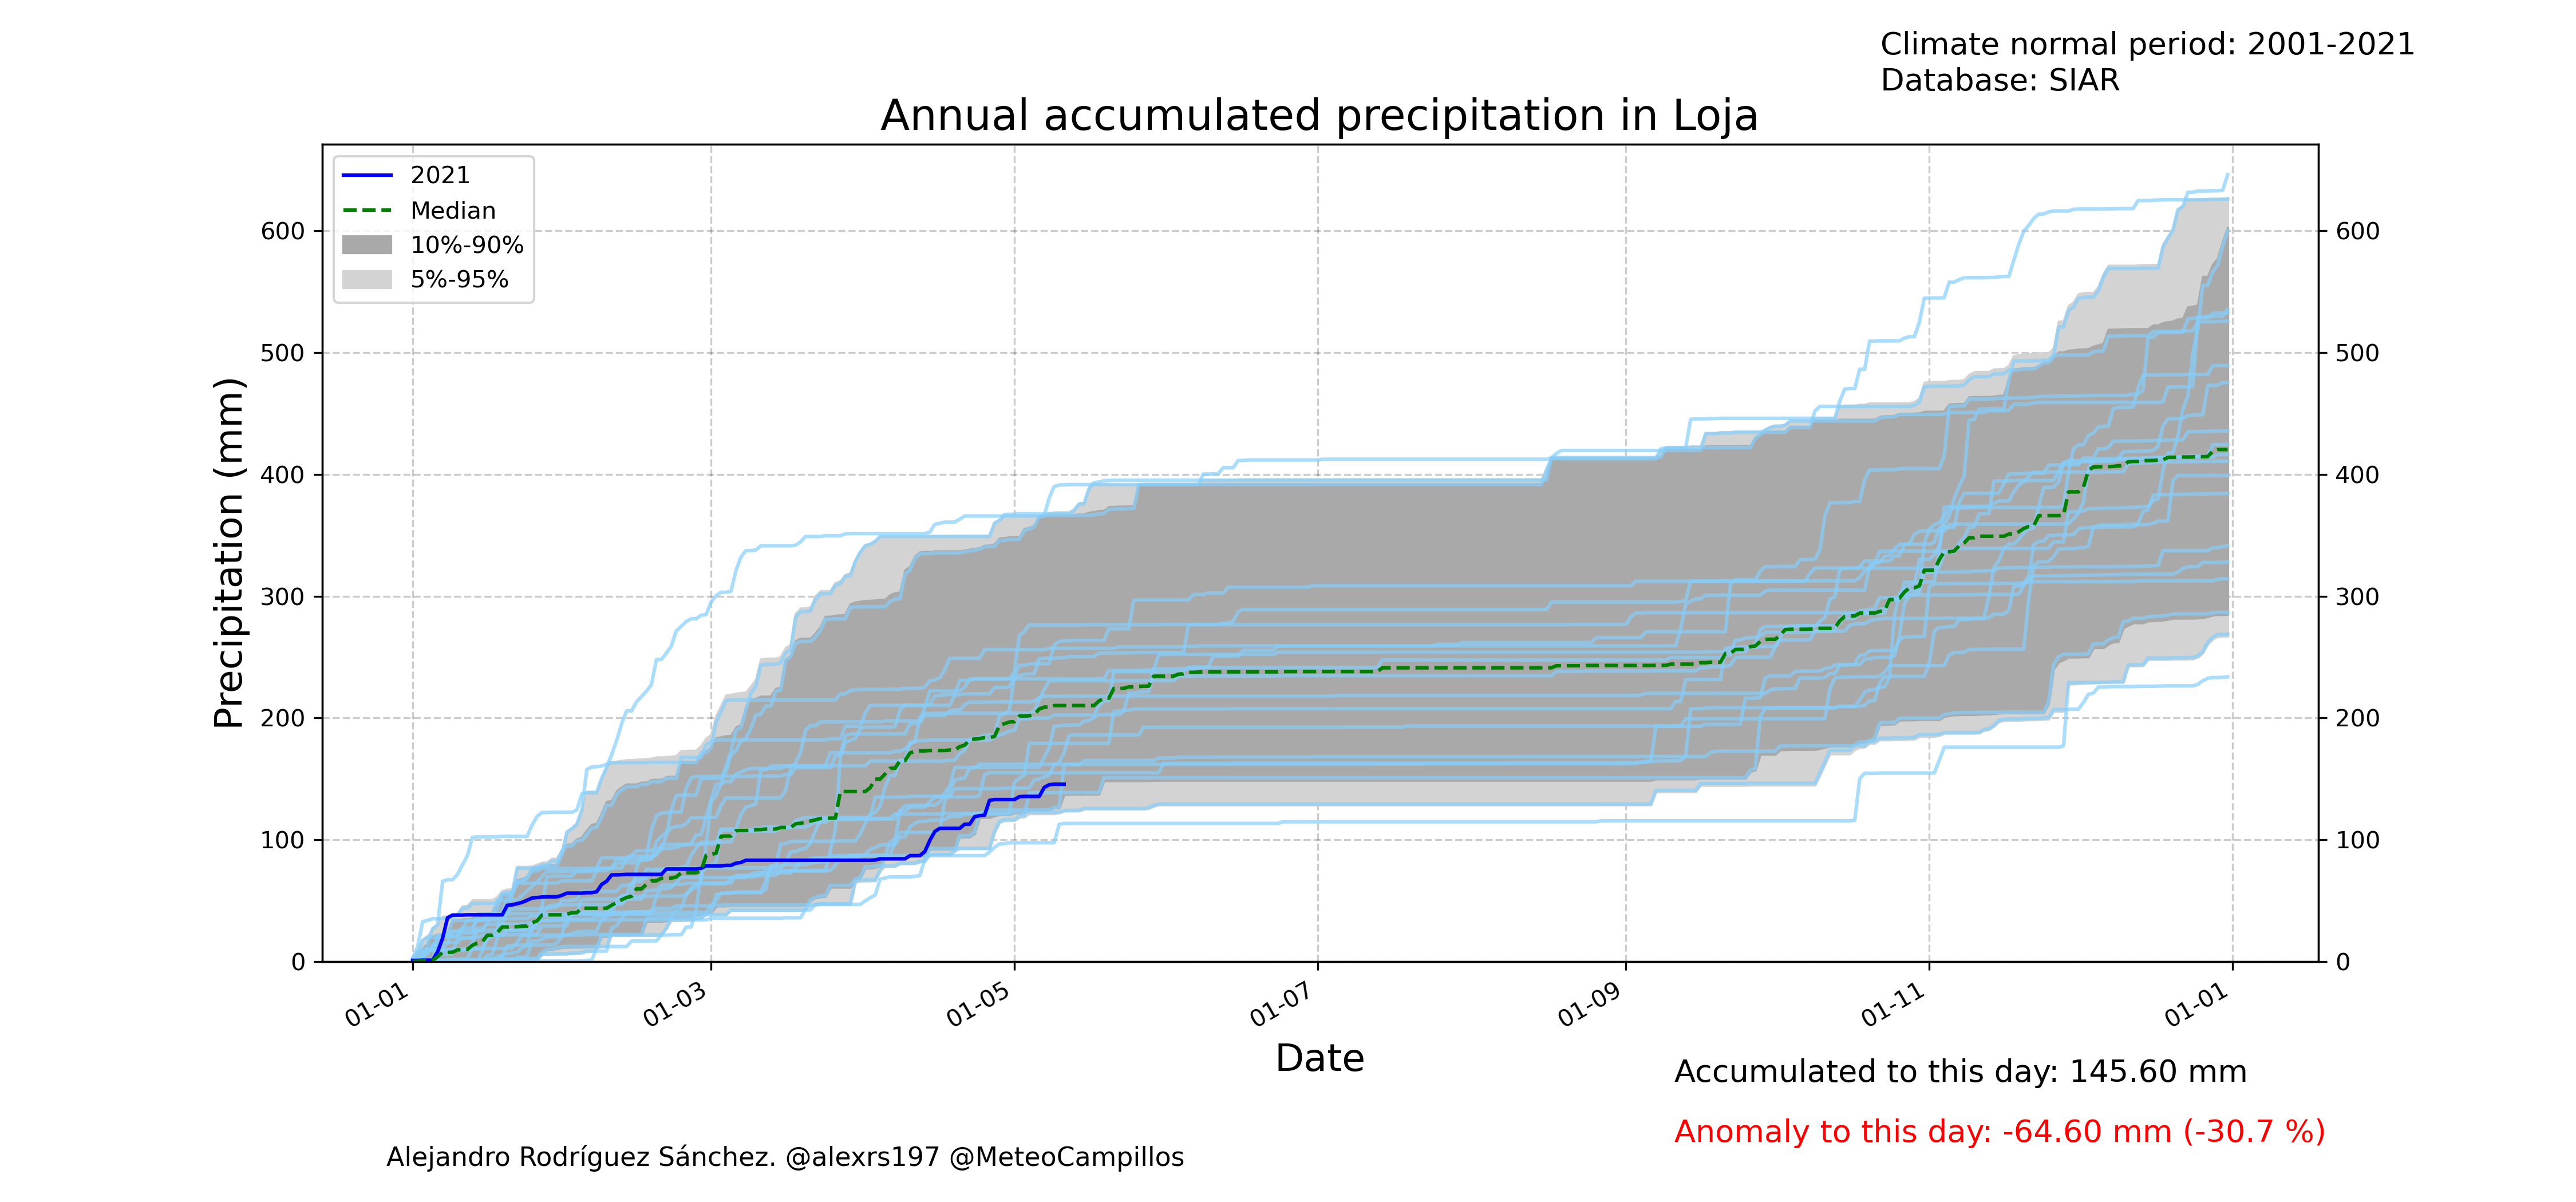 Climate normal period: 2001-2021
Database: SIAR
Annual accumulated precipitation in Loja
2021
Median
10%-90%
5%-95%
Precipitation (mm)
600
500
400
300
200
100
0
600
500
400
300
200
100
0
01-01
01-03
01-05
01-07
01-09
01-11
01-01
Date
Accumulated to this day: 145.60 mm
Anomaly to this day: -64.60 mm (-30.7 %)
Alejandro Rodríguez Sánchez. @alexrs197 @MeteoCampillos